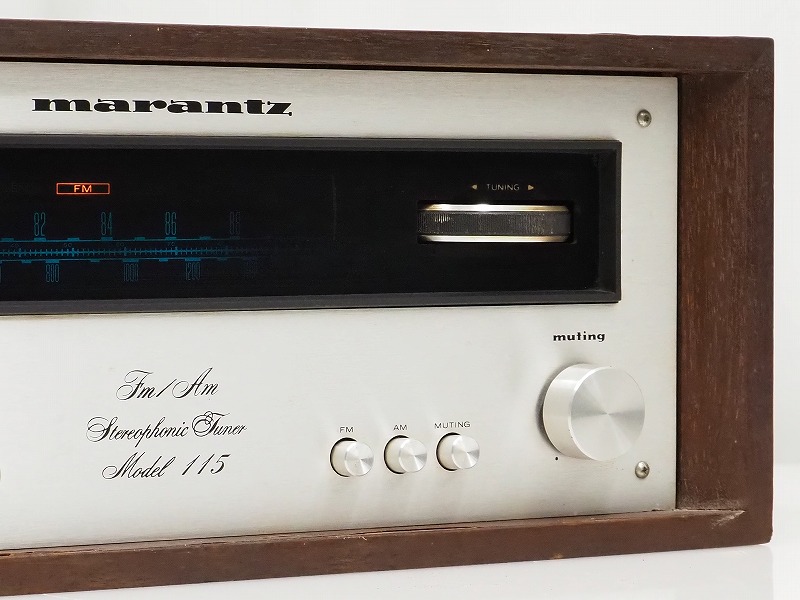 marantz
FM
◄ TUNING ►
82 84 86 88
800 1000 1200
muting
Fm/Am
Stereophonic Tuner
Model 115
FM AM MUTING